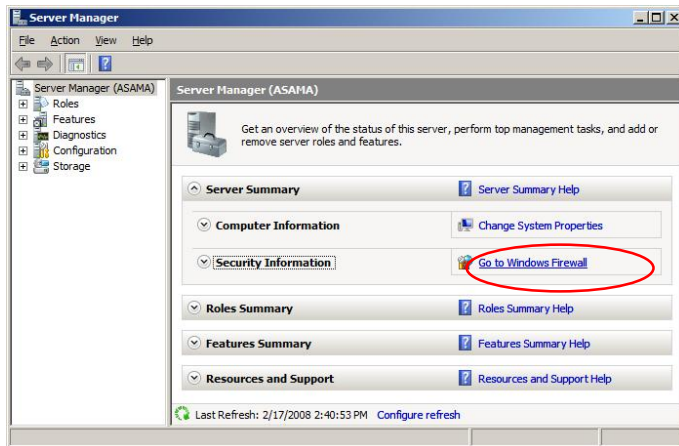 Server Manager
File Action View Help
Server Manager (ASAMA)
Roles
Features
Diagnostics
Configuration
Storage
Server Manager (ASAMA)
Get an overview of the status of this server, perform top management tasks, and add or
remove server roles and features.
Server Summary
Server Summary Help
Computer Information
Change System Properties
Security Information
Go to Windows Firewall
Roles Summary
Roles Summary Help
Features Summary
Features Summary Help
Resources and Support
Resources and Support Help
Last Refresh: 2/17/2008 2:40:53 PM Configure refresh